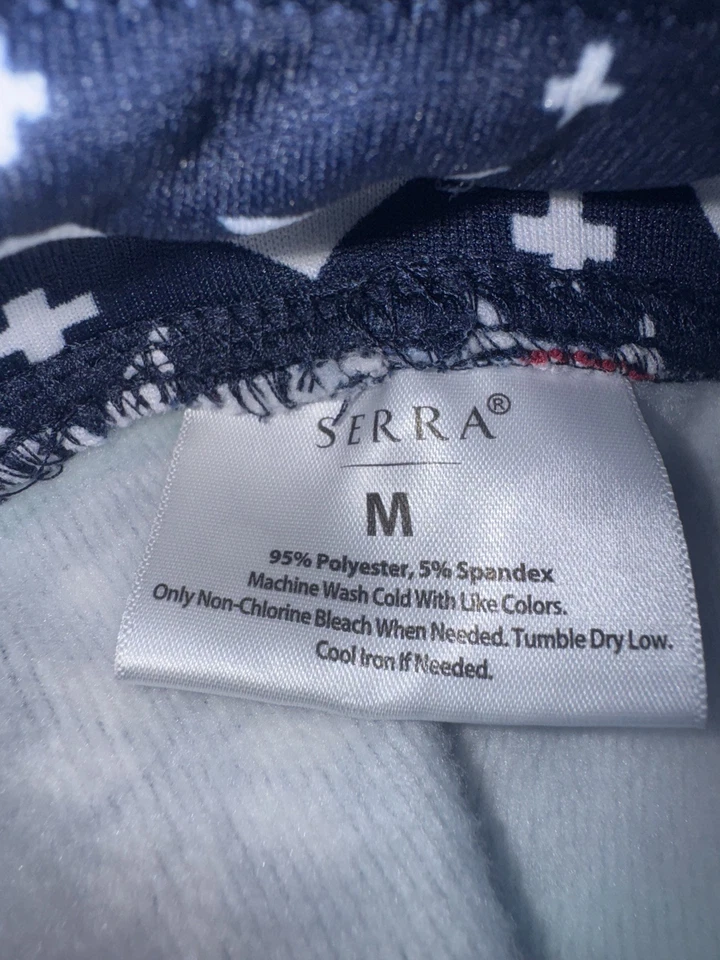 SERRA®
M
95% Polyester, 5% Spandex
Machine Wash Cold With Like Colors.
Only Non-Chlorine Bleach When Needed. Tumble Dry Low.
Cool Iron If Needed.